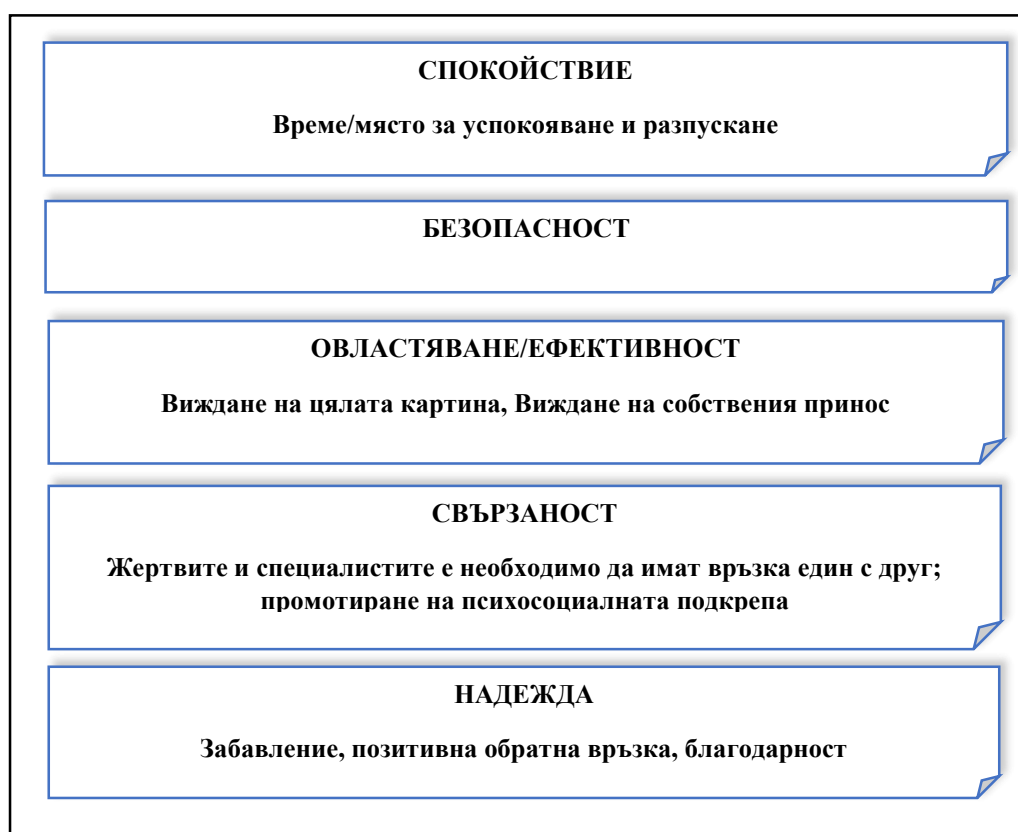 СПОКОЙСТВИЕ
Време/място за успокояване и разпускане
БЕЗОПАСНОСТ
ОВЛАСТЯВАНЕ/ЕФЕКТИВНОСТ
Виждане на цялата картина, Виждане на собствения принос
СВЪРЗАНОСТ
Жертвите и специалистите е необходимо да имат връзка един с друг;
промотиране на психосоциалната подкрепа
НАДЕЖДА
Забавление, позитивна обратна връзка, благодарност